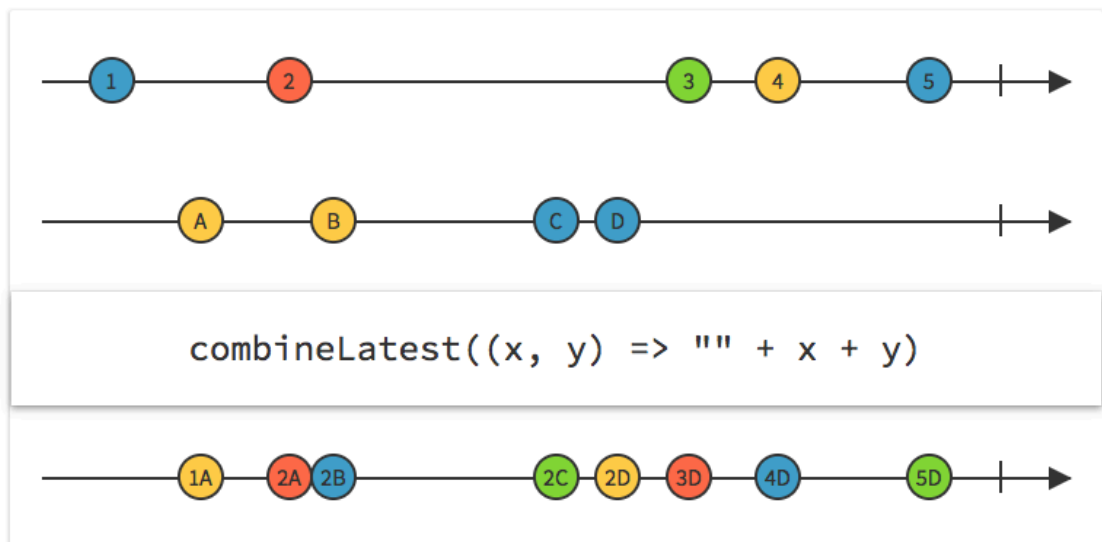 1 2 3 4 5
A B C D
combineLatest((x, y) => "" + x + y)
1A 2A 2B 2C 2D 3D 4D 5D